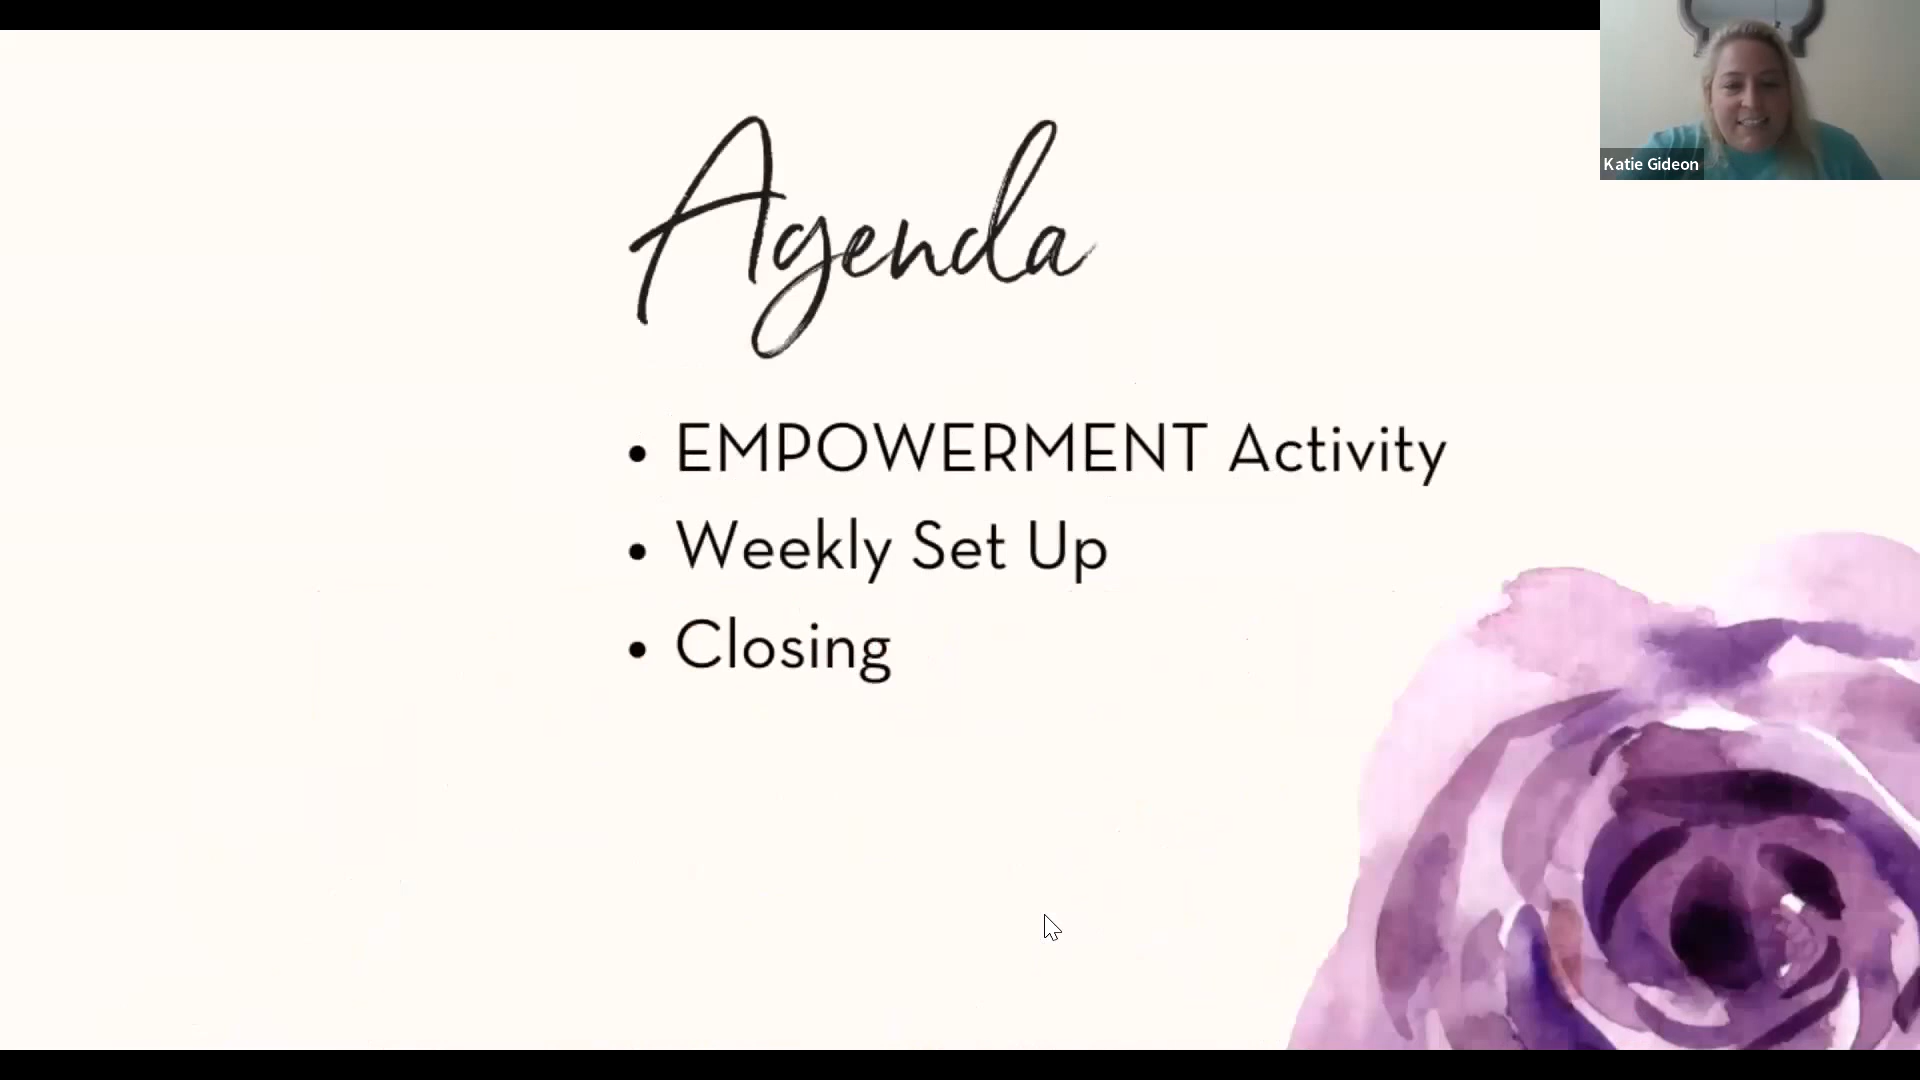 Agenda
• EMPOWERMENT Activity
• Weekly Set Up
• Closing
Katie Gideon